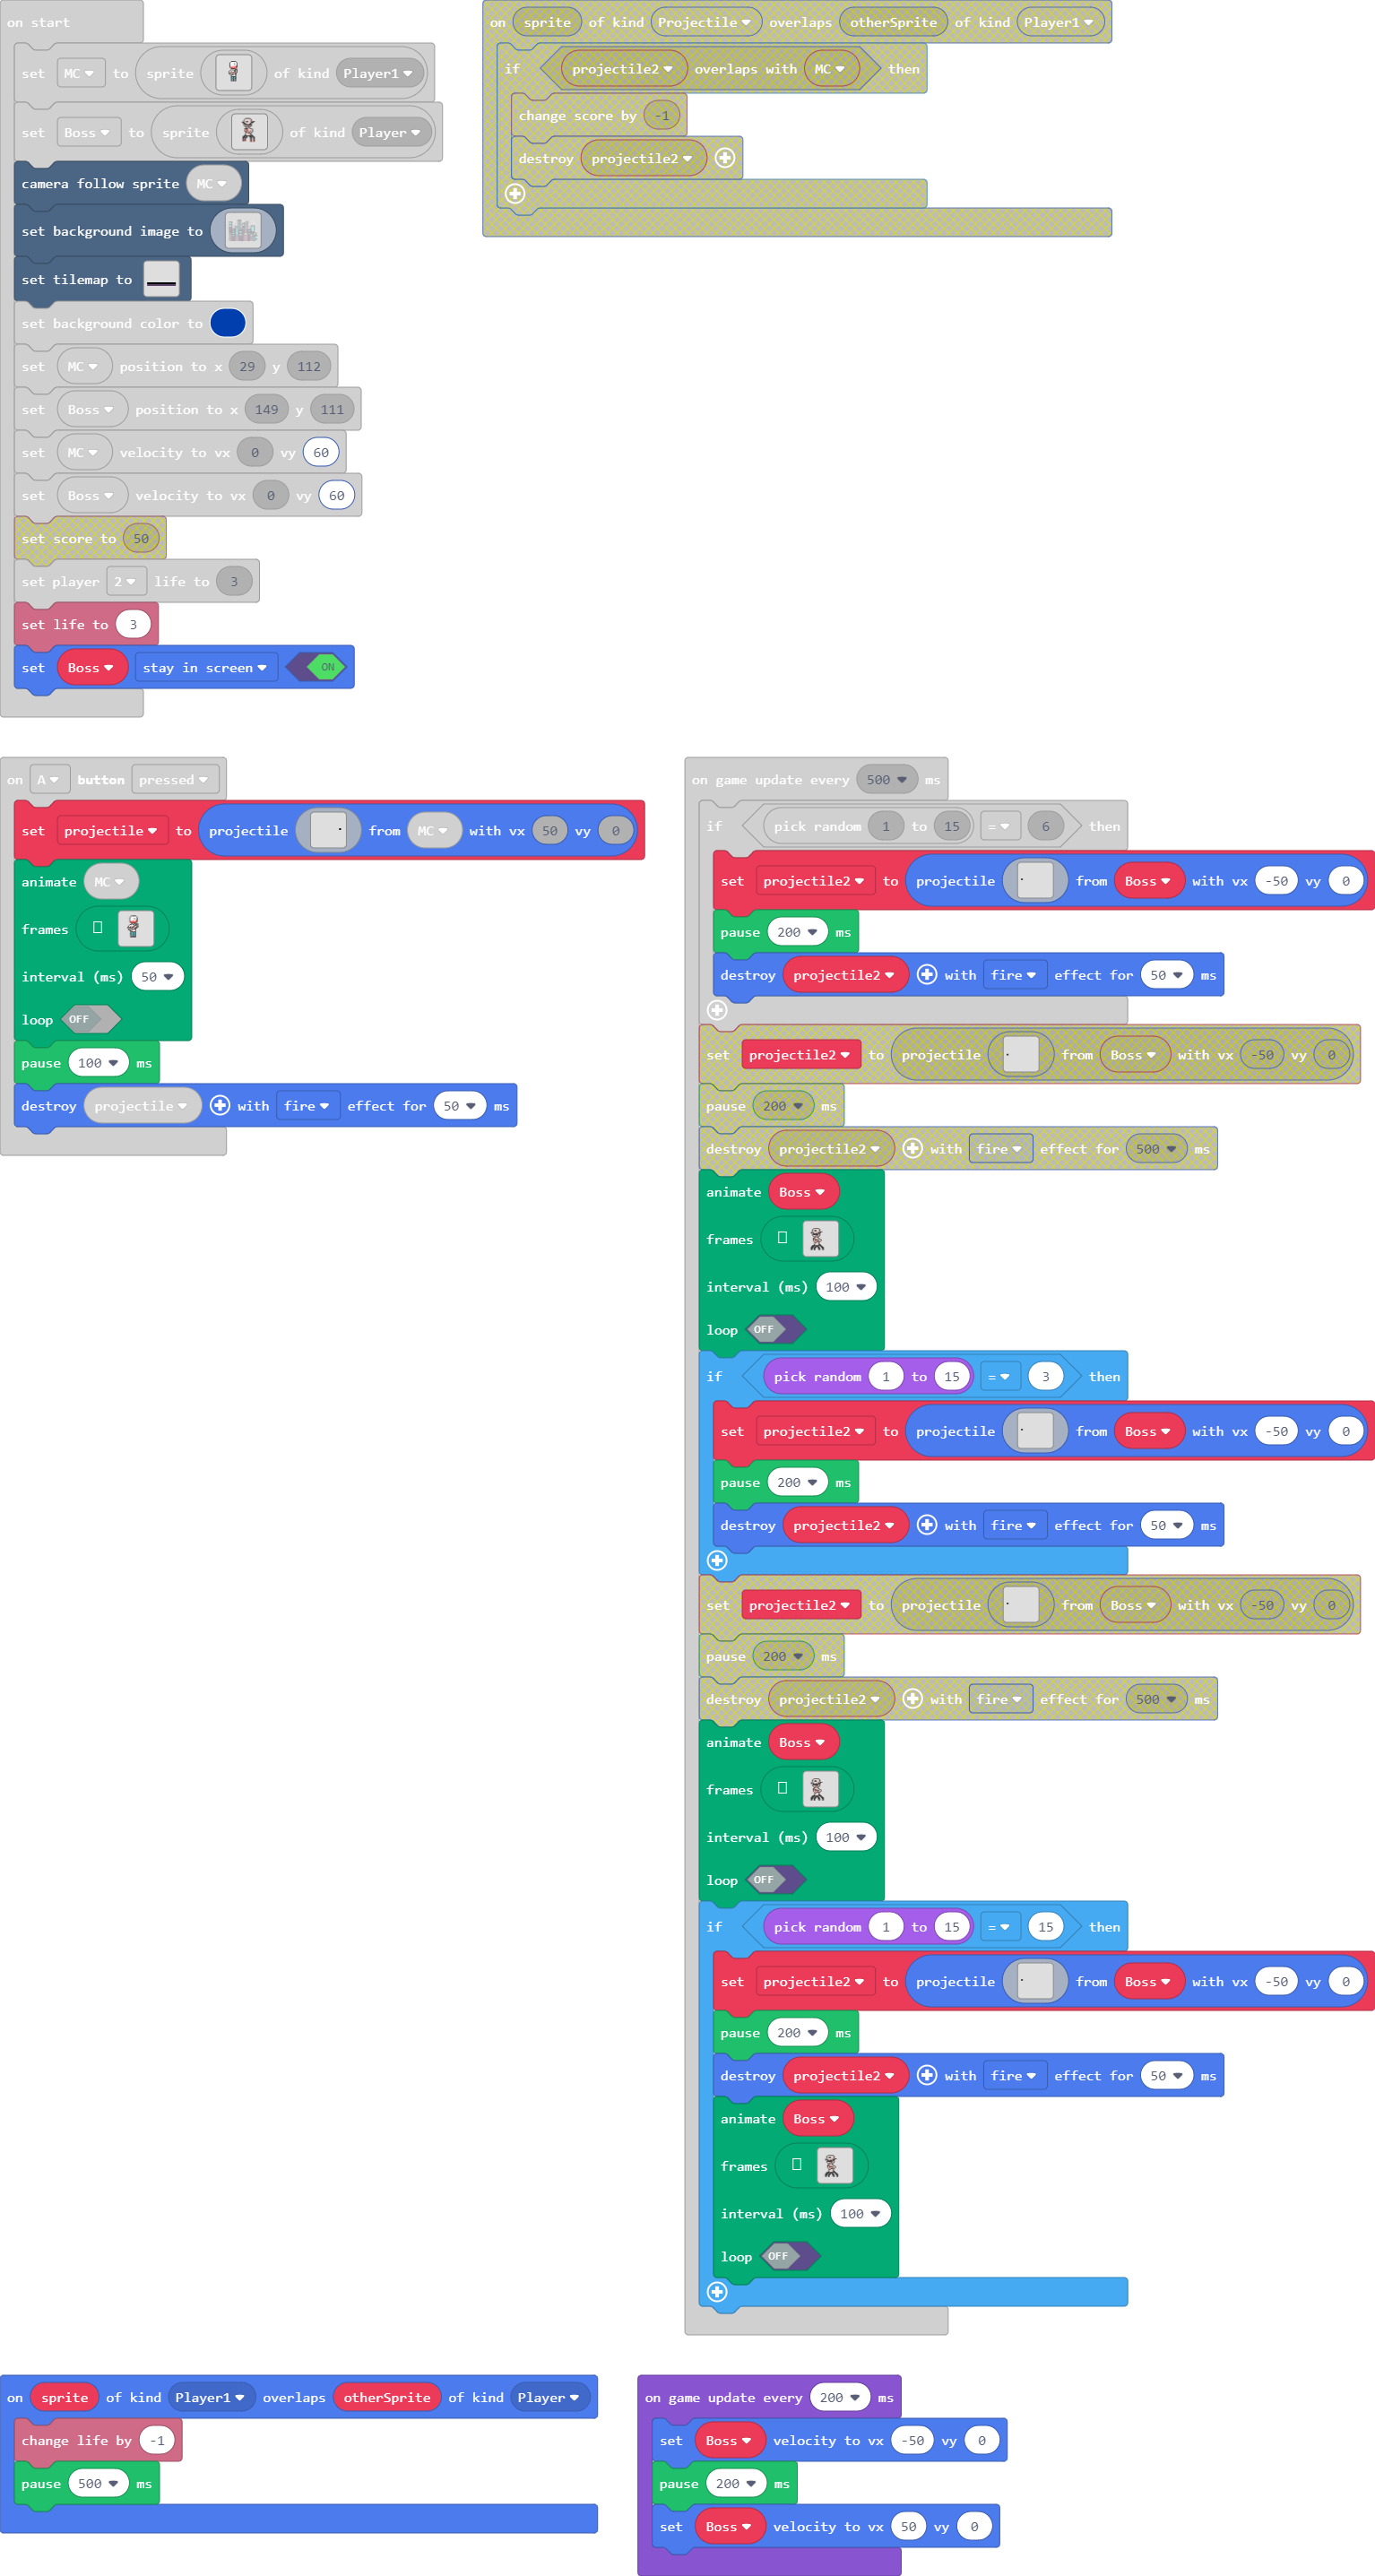 on start
set MC to sprite of kind Player1
set Boss to sprite of kind Player
camera follow sprite MC
set background image to
set tilemap to
set background color to
set MC position to x 29 y 112
set Boss position to x 149 y 111
set MC velocity to vx 0 vy 60
set Boss velocity to vx 0 vy 60
set score to 50
set player 2 life to 3
set life to 3
set Boss stay in screen ON
on sprite of kind Projectile overlaps otherSprite of kind Player1
if projectile2 overlaps with MC then
change score by -1
destroy projectile2
on A button pressed
set projectile to projectile from MC with vx 50 vy 0
animate MC
frames
interval (ms) 50
loop OFF
pause 100 ms
destroy projectile with fire effect for 50 ms
on game update every 500 ms
if pick random 1 to 15 = 6 then
set projectile2 to projectile from Boss with vx -50 vy 0
pause 200 ms
destroy projectile2 with fire effect for 50 ms
set projectile2 to projectile from Boss with vx -50 vy 0
pause 200 ms
destroy projectile2 with fire effect for 500 ms
animate Boss
frames
interval (ms) 100
loop OFF
if pick random 1 to 15 = 3 then
set projectile2 to projectile from Boss with vx -50 vy 0
pause 200 ms
destroy projectile2 with fire effect for 50 ms
set projectile2 to projectile from Boss with vx -50 vy 0
pause 200 ms
destroy projectile2 with fire effect for 500 ms
animate Boss
frames
interval (ms) 100
loop OFF
if pick random 1 to 15 = 15 then
set projectile2 to projectile from Boss with vx -50 vy 0
pause 200 ms
destroy projectile2 with fire effect for 50 ms
animate Boss
frames
interval (ms) 100
loop OFF
on sprite of kind Player1 overlaps otherSprite of kind Player
change life by -1
pause 500 ms
on game update every 200 ms
set Boss velocity to vx -50 vy 0
pause 200 ms
set Boss velocity to vx 50 vy 0